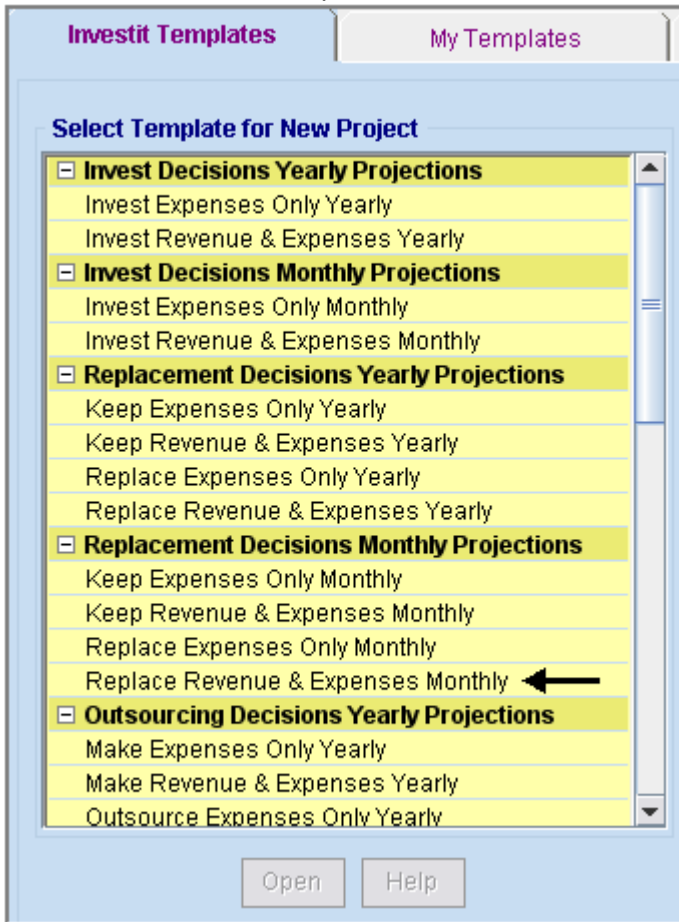 Investit Templates
My Templates
Select Template for New Project
Invest Decisions Yearly Projections
Invest Expenses Only Yearly
Invest Revenue & Expenses Yearly
Invest Decisions Monthly Projections
Invest Expenses Only Monthly
Invest Revenue & Expenses Monthly
Replacement Decisions Yearly Projections
Keep Expenses Only Yearly
Keep Revenue & Expenses Yearly
Replace Expenses Only Yearly
Replace Revenue & Expenses Yearly
Replacement Decisions Monthly Projections
Keep Expenses Only Monthly
Keep Revenue & Expenses Monthly
Replace Expenses Only Monthly
Replace Revenue & Expenses Monthly
Outsourcing Decisions Yearly Projections
Make Expenses Only Yearly
Make Revenue & Expenses Yearly
Outsource Expenses Only Yearly
Open
Help